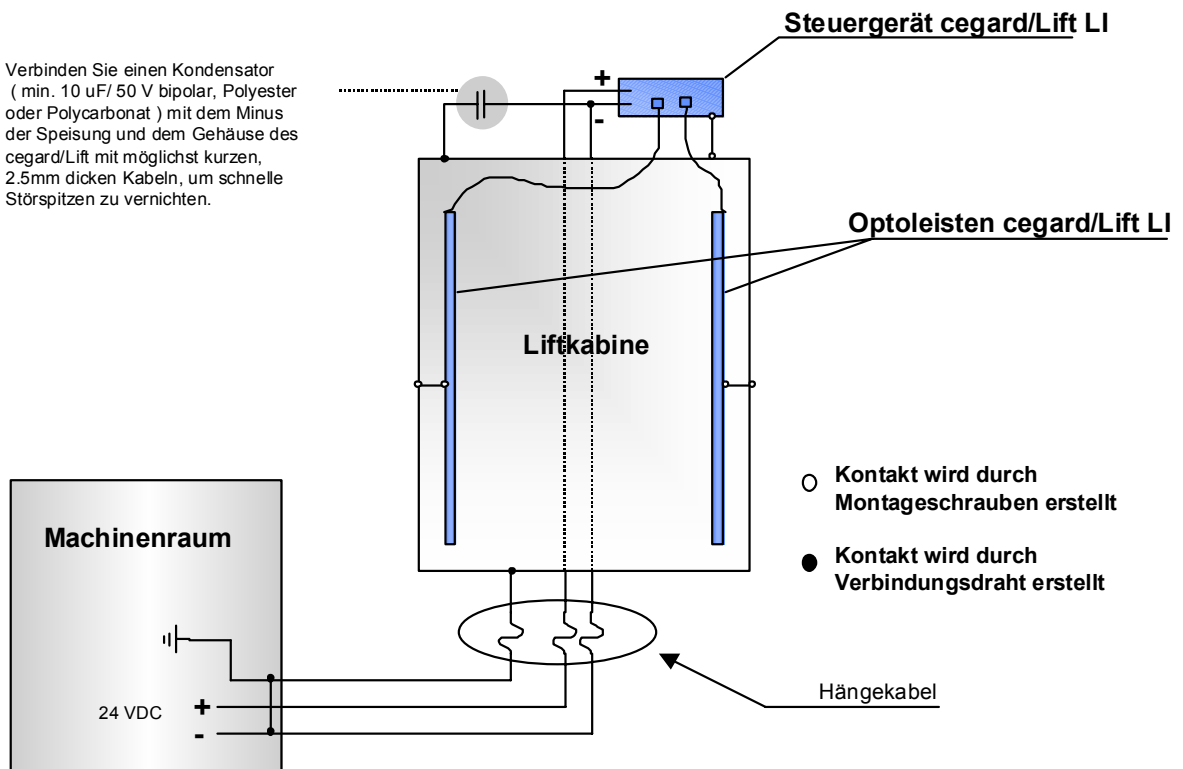 Steuergerät cegard/Lift LI
Verbinden Sie einen Kondensator
( min. 10 uF/ 50 V bipolar, Polyester
oder Polycarbonat ) mit dem Minus
der Speisung und dem Gehäuse des
cegard/Lift mit möglichst kurzen,
2.5mm dicken Kabeln, um schnelle
Störspitzen zu vernichten.
+
-
Optoleisten cegard/Lift LI
Liftkabine
Kontakt wird durch
Montageschrauben erstellt
Machinenraum
Kontakt wird durch
Verbindungsdraht erstellt
Hängekabel
24 VDC
+
-